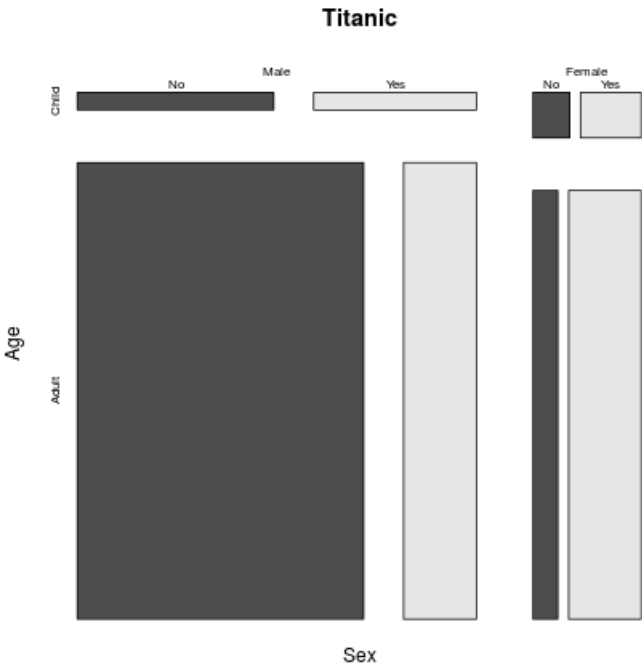 Titanic
Male Female
No Yes No Yes
Child
Adult
Age
Sex